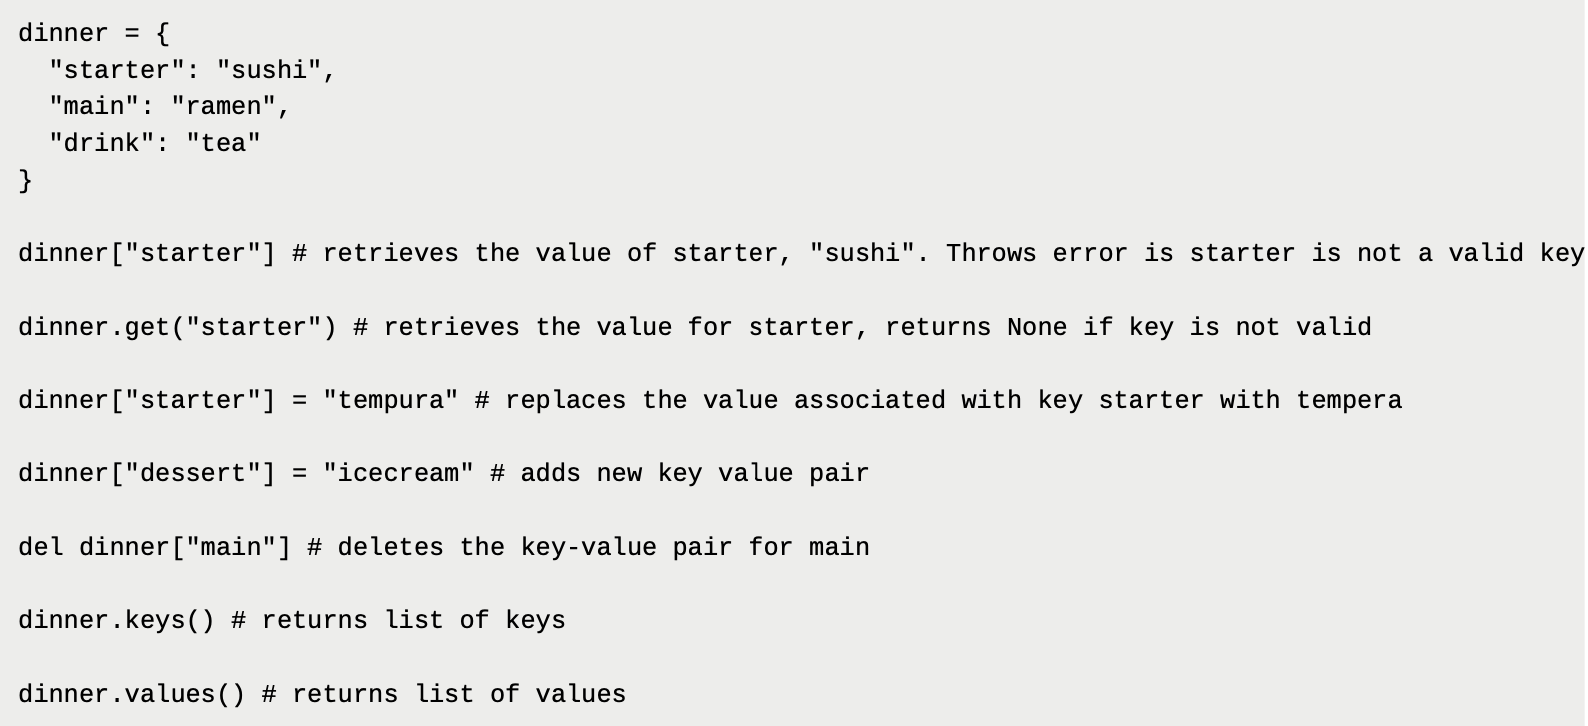 dinner = {
  "starter": "sushi",
  "main": "ramen",
  "drink": "tea"
}
dinner["starter"] # retrieves the value of starter, "sushi". Throws error is starter is not a valid key
dinner.get("starter") # retrieves the value for starter, returns None if key is not valid
dinner["starter"] = "tempura" # replaces the value associated with key starter with tempera
dinner["dessert"] = "icecream" # adds new key value pair
del dinner["main"] # deletes the key-value pair for main
dinner.keys() # returns list of keys
dinner.values() # returns list of values